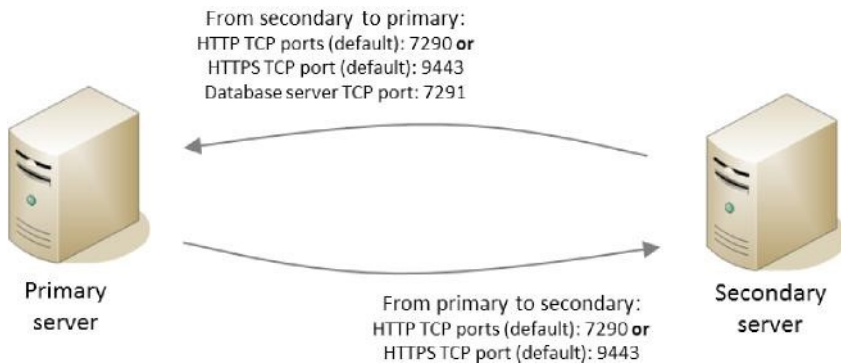 From secondary to primary:
HTTP TCP ports (default): 7290 or
HTTPS TCP port (default): 9443
Database server TCP port: 7291
Primary
server
Secondary
server
From primary to secondary:
HTTP TCP ports (default): 7290 or
HTTPS TCP port (default): 9443